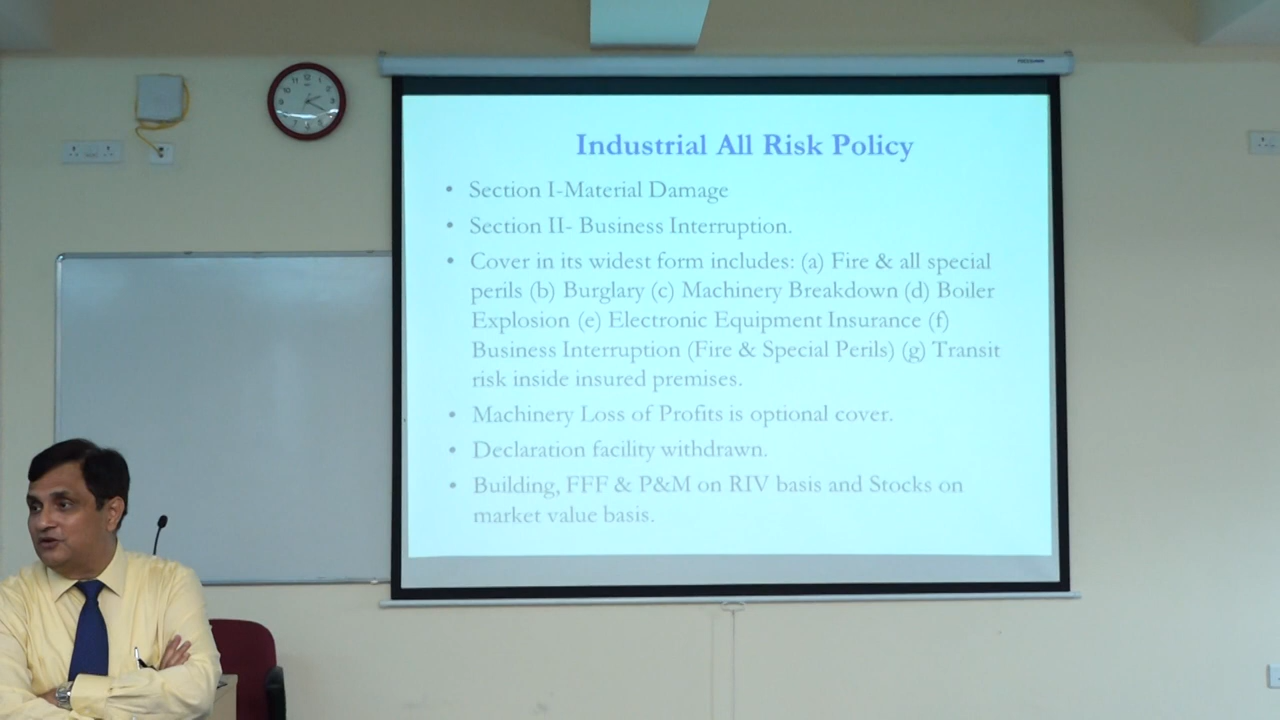 Industrial All Risk Policy
• Section I-Material Damage
• Section II- Business Interruption.
• Cover in its widest form includes: (a) Fire & all special
perils (b) Burglary (c) Machinery Breakdown (d) Boiler
Explosion (e) Electronic Equipment Insurance (f)
Business Interruption (Fire & Special Perils) (g) Transit
risk inside insured premises.
• Machinery Loss of Profits is optional cover.
• Declaration facility withdrawn.
• Building, FFF & P&M on RIV basis and Stocks on
market value basis.